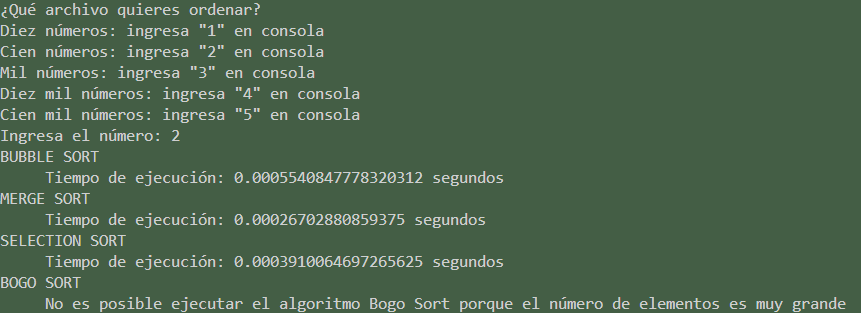 ¿Qué archivo quieres ordenar?
Diez números: ingresa "1" en consola
Cien números: ingresa "2" en consola
Mil números: ingresa "3" en consola
Diez mil números: ingresa "4" en consola
Cien mil números: ingresa "5" en consola
Ingresa el número: 2
BUBBLE SORT
Tiempo de ejecución: 0.0005540847778320312 segundos
MERGE SORT
Tiempo de ejecución: 0.00026702880859375 segundos
SELECTION SORT
Tiempo de ejecución: 0.0003910064697265625 segundos
BOGO SORT
No es posible ejecutar el algoritmo Bogo Sort porque el número de elementos es muy grande